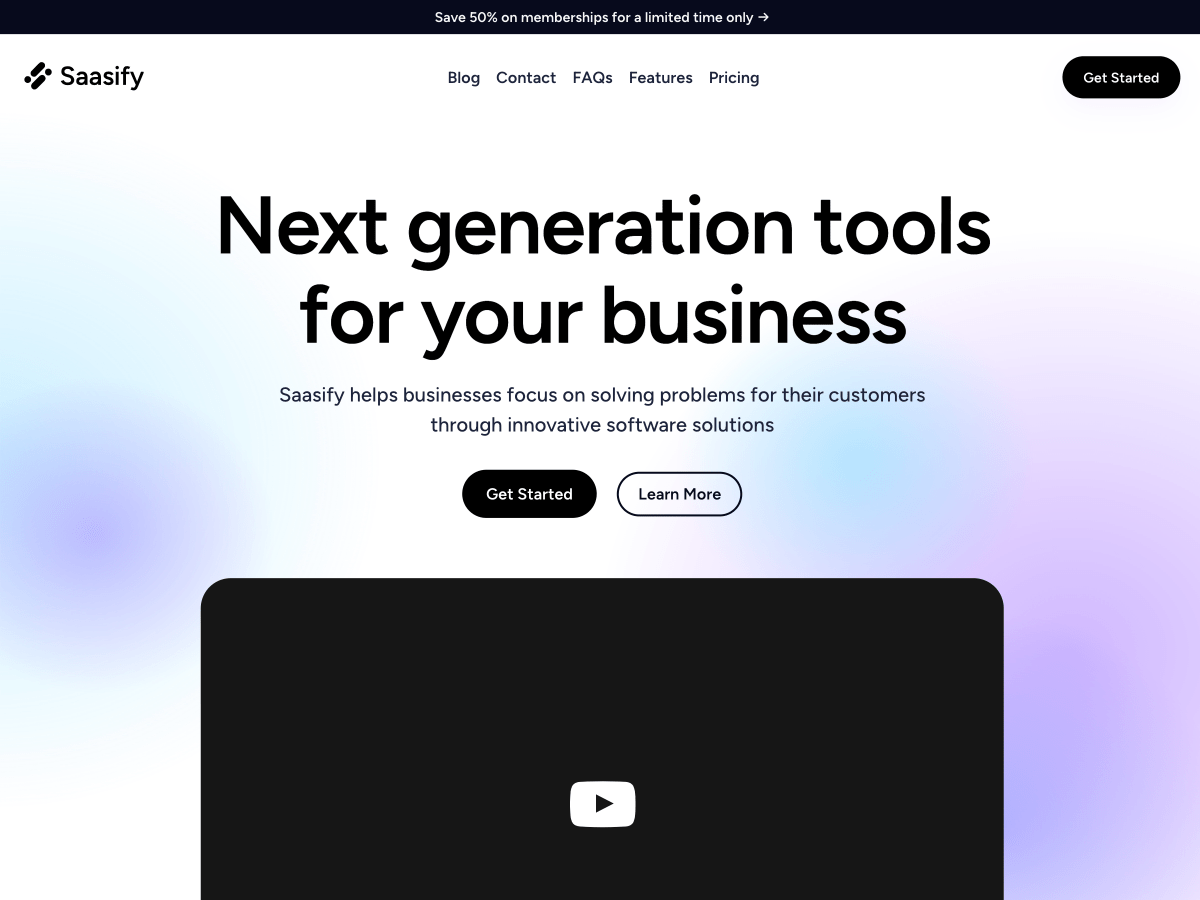 Save 50% on memberships for a limited time only →
Saasify
Blog Contact FAQs Features Pricing
Get Started
Next generation tools
for your business
Saasify helps businesses focus on solving problems for their customers
through innovative software solutions
Get Started Learn More